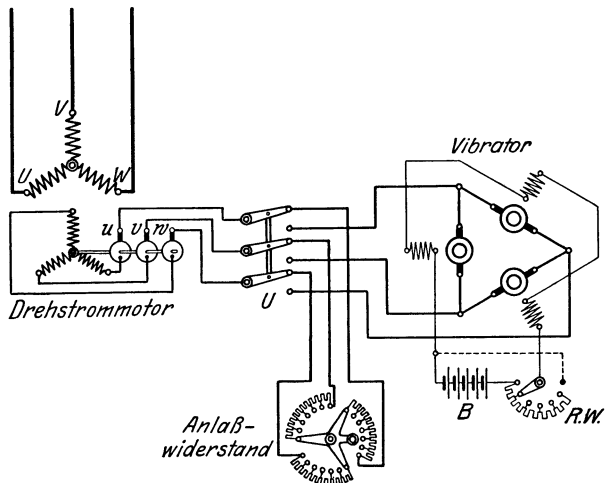 V
U W
u v w
Drehstrommotor
U
Vibrator
Anlaß-
widerstand
B
R.W.